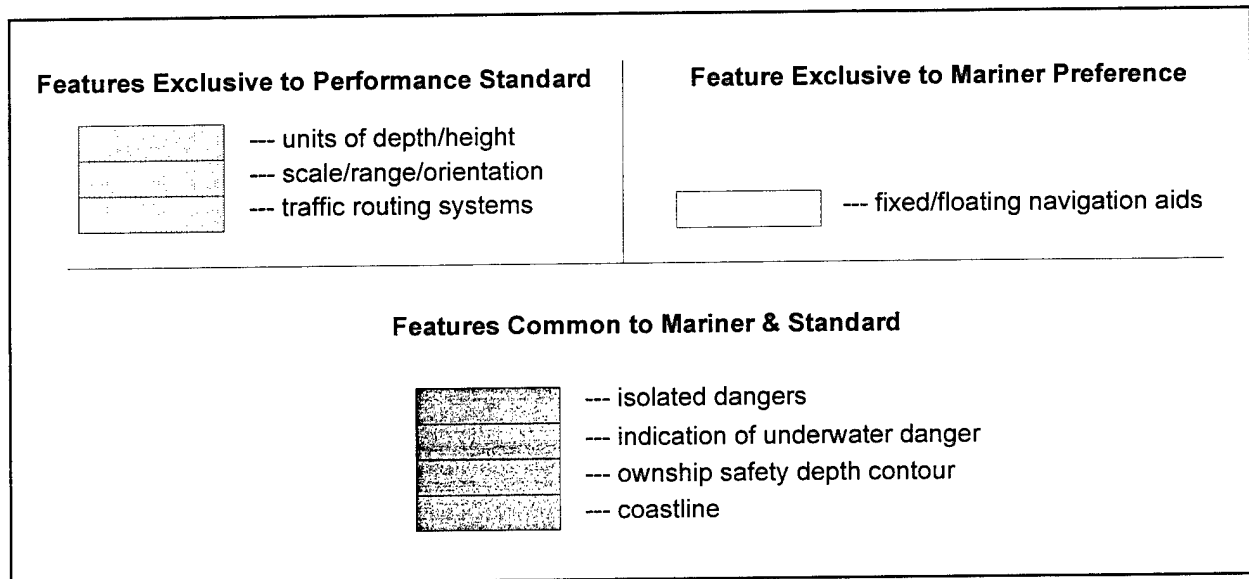 Features Exclusive to Performance Standard
--- units of depth/height
--- scale/range/orientation
--- traffic routing systems
Feature Exclusive to Mariner Preference
--- fixed/floating navigation aids
Features Common to Mariner & Standard
--- isolated dangers
--- indication of underwater danger
--- ownship safety depth contour
--- coastline